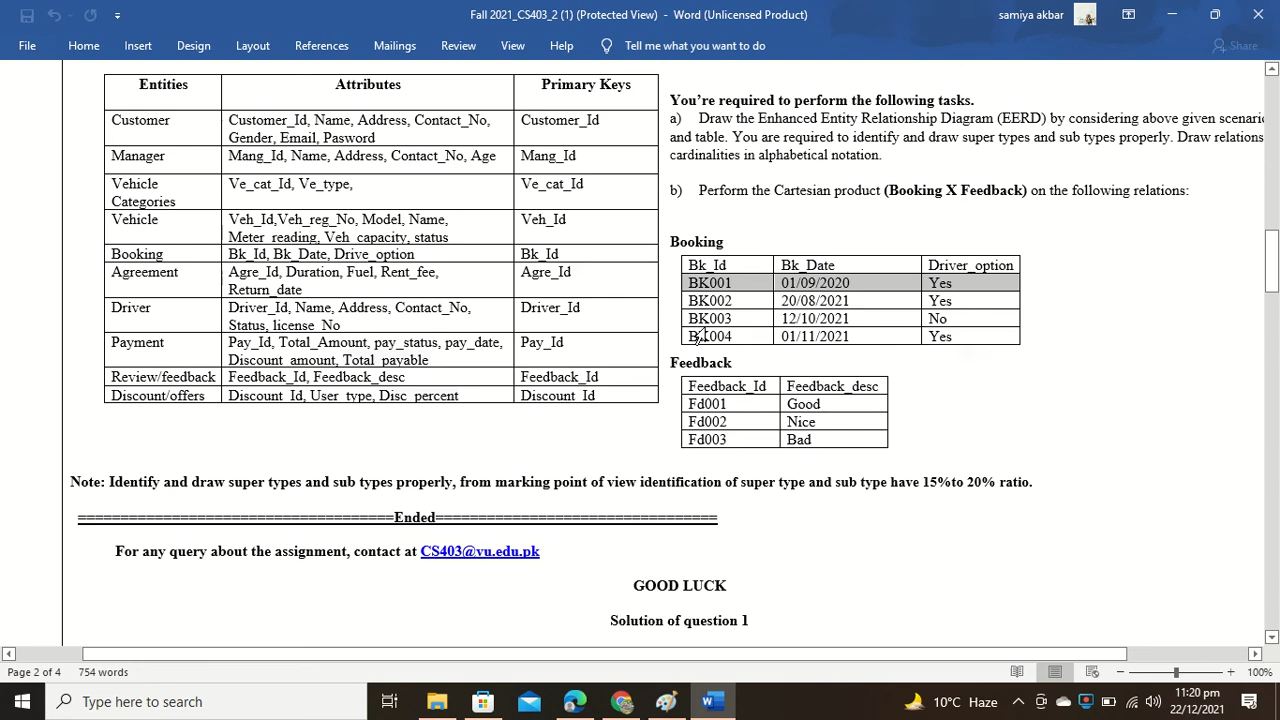 Fall 2021_CS403_2 (1) (Protected View) - Word (Unlicensed Product)
samiya akbar
File Home Insert Design Layout References Mailings Review View Help Tell me what you want to do Share
Entities Attributes Primary Keys
Customer Customer_Id, Name, Address, Contact_No, Gender, Email, Pasword Customer_Id
Manager Mang_Id, Name, Address, Contact_No, Age Mang_Id
Vehicle Categories Ve_cat_Id, Ve_type, Ve_cat_Id
Vehicle Veh_Id,Veh_reg_No, Model, Name, Meter_reading, Veh_capacity, status Veh_Id
Booking Bk_Id, Bk_Date, Drive_option Bk_Id
Agreement Agre_Id, Duration, Fuel, Rent_fee, Return_date Agre_Id
Driver Driver_Id, Name, Address, Contact_No, Status, license_No Driver_Id
Payment Pay_Id, Total_Amount, pay_status, pay_date, Discount_amount, Total_payable Pay_Id
Review/feedback Feedback_Id, Feedback_desc Feedback_Id
Discount/offers Discount_Id, User_type, Disc_percent Discount_Id
You're required to perform the following tasks.
a) Draw the Enhanced Entity Relationship Diagram (EERD) by considering above given scenari
and table. You are required to identify and draw super types and sub types properly. Draw relations
cardinalities in alphabetical notation.
b) Perform the Cartesian product (Booking X Feedback) on the following relations:
Booking
Bk_Id Bk_Date Driver_option
BK001 01/09/2020 Yes
BK002 20/08/2021 Yes
BK003 12/10/2021 No
BK004 01/11/2021 Yes
Feedback
Feedback_Id Feedback_desc
Fd001 Good
Fd002 Nice
Fd003 Bad
Note: Identify and draw super types and sub types properly, from marking point of view identification of super type and sub type have 15%to 20% ratio.
====================================Ended================================
For any query about the assignment, contact at CS403@vu.edu.pk
GOOD LUCK
Solution of question 1
Page 2 of 4 754 words 100%
Type here to search
10°C Haze
11:20 pm
22/12/2021